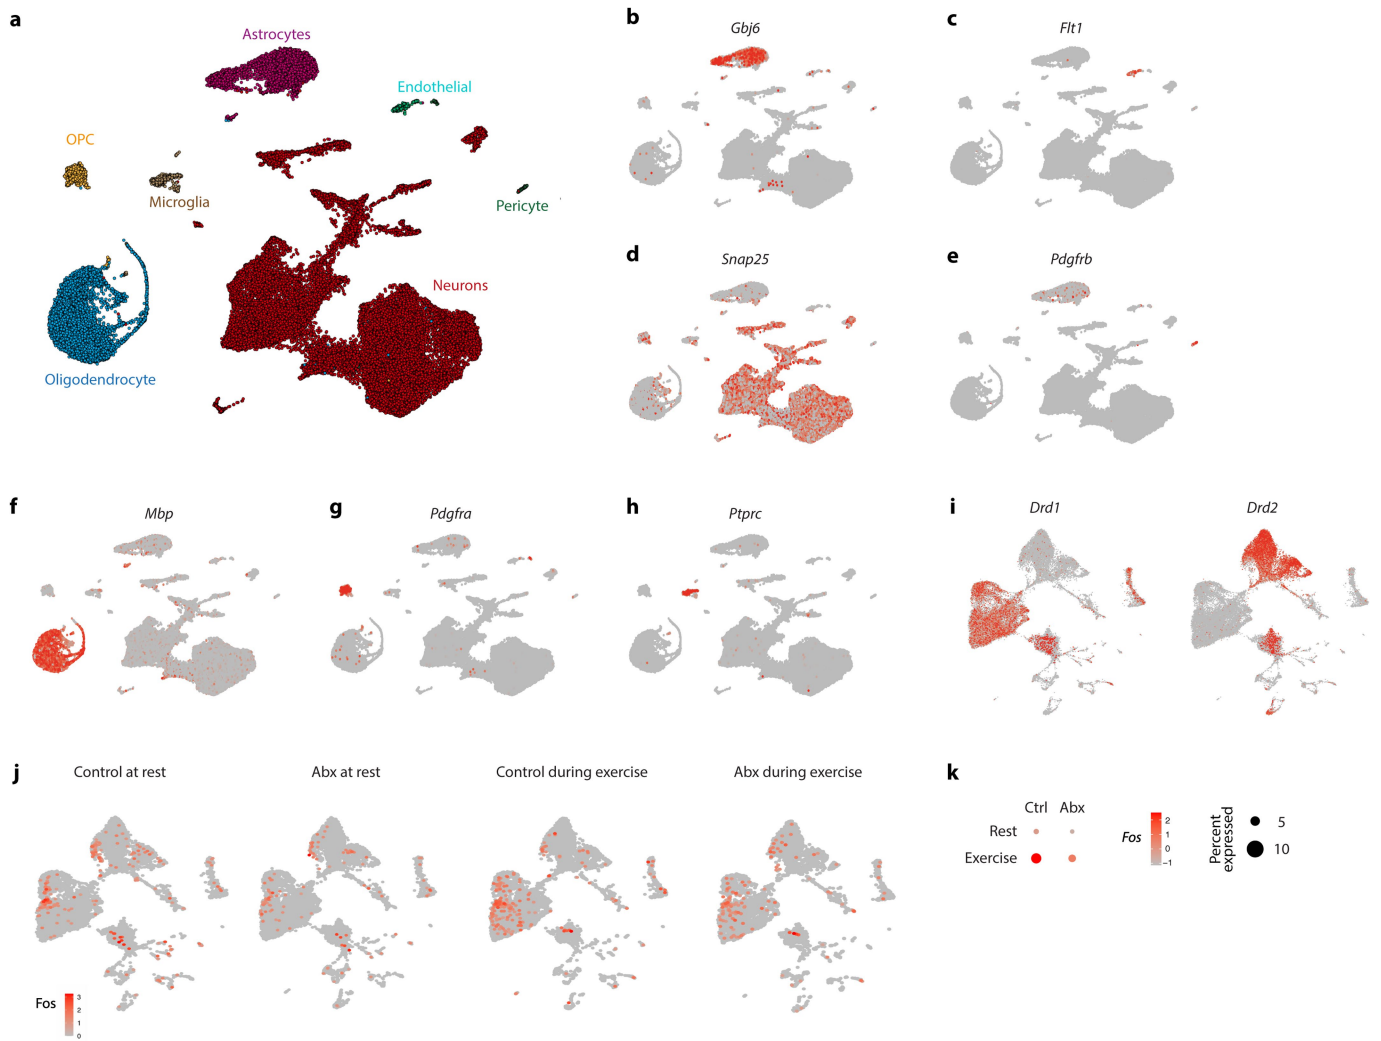 a
Astrocytes
Endothelial
OPC
Microglia
Pericyte
Neurons
Oligodendrocyte
b
Gbj6
c
Flt1
d
Snap25
e
Pdgfrb
f
Mbp
g
Pdgfra
h
Ptprc
i
Drd1
Drd2
j
Control at rest
Abx at rest
Control during exercise
Abx during exercise
Fos
3
2
1
0
k
Ctrl Abx
Rest
Exercise
Fos
2
1
0
−1
Percent
expressed
5
10